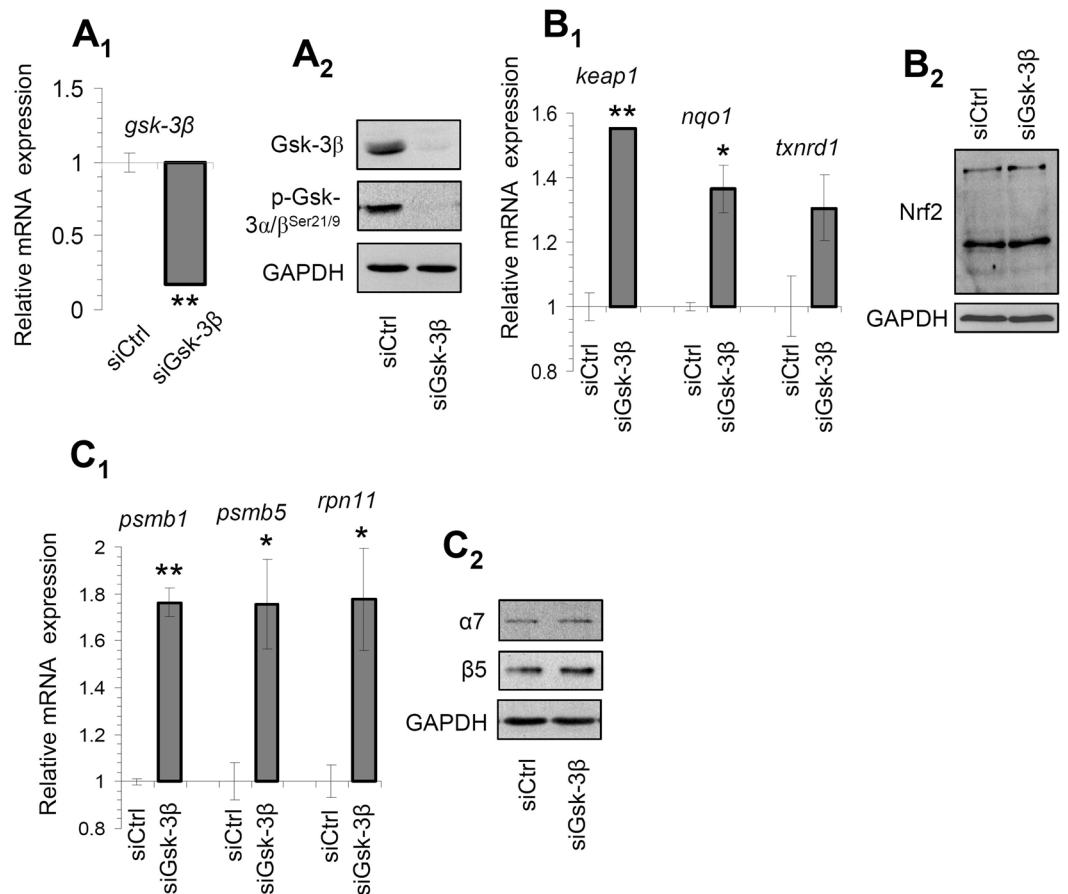 A1
Relative mRNA expression
1.5
1
0.5
0
gsk-3β
**
siCtrl
siGsk-3β
A2
Gsk-3β
p-Gsk-
3α/βSer21/9
GAPDH
siCtrl
siGsk-3β
B1
Relative mRNA expression
1.6
1.4
1.2
1
0.8
keap1
**
nqo1
*
txnrd1
siCtrl
siGsk-3β
siCtrl
siGsk-3β
siCtrl
siGsk-3β
B2
siCtrl
siGsk-3β
Nrf2
GAPDH
C1
Relative mRNA expression
2
1.8
1.6
1.4
1.2
1
0.8
psmb1
**
psmb5
*
rpn11
*
siCtrl
siGsk-3β
siCtrl
siGsk-3β
siCtrl
siGsk-3β
C2
α7
β5
GAPDH
siCtrl
siGsk-3β